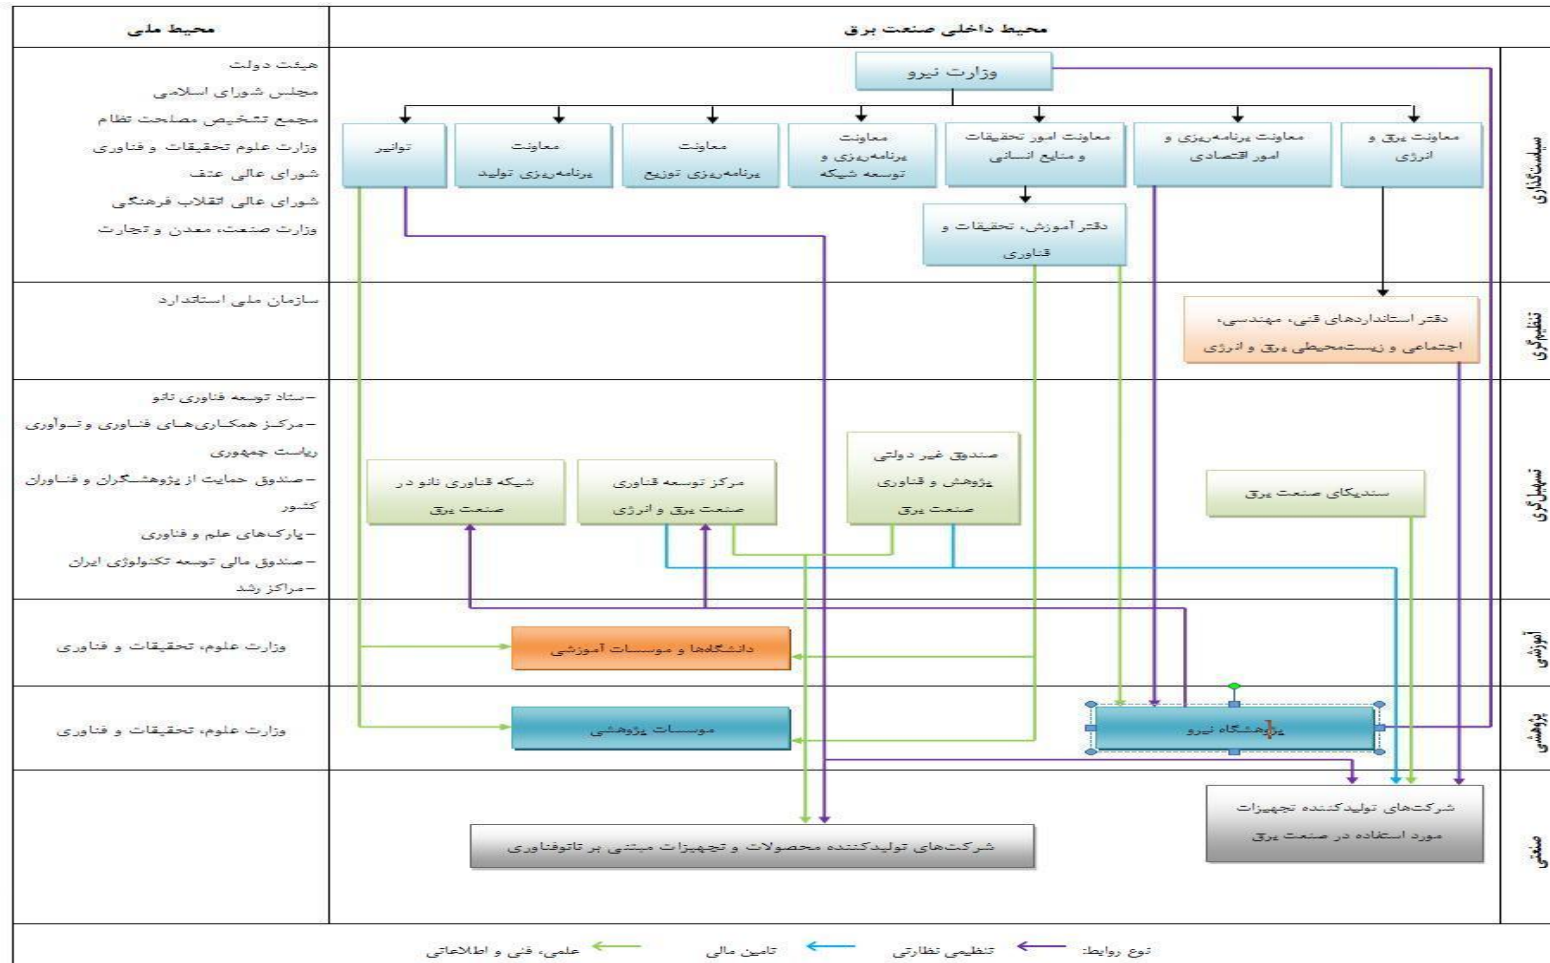 محیط داخلی صنعت برق
محیط ملی
سیاست‌گذاری
وزارت نیرو
معاونت برق و
انرژی
معاونت برنامه‌ریزی و
امور اقتصادی
معاونت امور تحقیقات
و منابع انسانی
معاونت
برنامه‌ریزی و
توسعه شبکه
معاونت
برنامه‌ریزی توزیع
معاونت
برنامه‌ریزی تولید
توانیر
دفتر آموزش، تحقیقات و
فناوری
هیئت دولت
مجلس شورای اسلامی
مجمع تشخیص مصلحت نظام
وزارت علوم تحقیقات و فناوری
شورای عالی عتف
شورای عالی انقلاب فرهنگی
وزارت صنعت، معدن و تجارت
تنظیم‌گری
دفتر استانداردهای فنی، مهندسی،
اجتماعی و زیست‌محیطی برق و انرژی
سازمان ملی استاندارد
تسهیل‌گری
سندیکای صنعت برق
صندوق غیر دولتی
پژوهش و فناوری
صنعت برق
مرکز توسعه فناوری
صنعت برق و انرژی
شبکه فناوری نانو در
صنعت برق
–ستاد توسعه فناوری نانو
–مرکز همکاری‌های فناوری و نوآوری
ریاست جمهوری
–صندوق حمایت از پژوهشگران و فناوران
کشور
–پارک‌های علم و فناوری
–صندوق مالی توسعه تکنولوژی ایران
–مراکز رشد
آموزشی
دانشگاه‌ها و موسسات آموزشی
وزارت علوم، تحقیقات و فناوری
پژوهشی
پژوهشگاه نیرو
موسسات پژوهشی
وزارت علوم، تحقیقات و فناوری
صنعتی
شرکت‌های تولیدکننده تجهیزات
مورد استفاده در صنعت برق
شرکت‌های تولیدکننده محصولات و تجهیزات مبتنی بر نانوفناوری
نوع روابط: تنظیمی نظارتی تامین مالی علمی، فنی و اطلاعاتی